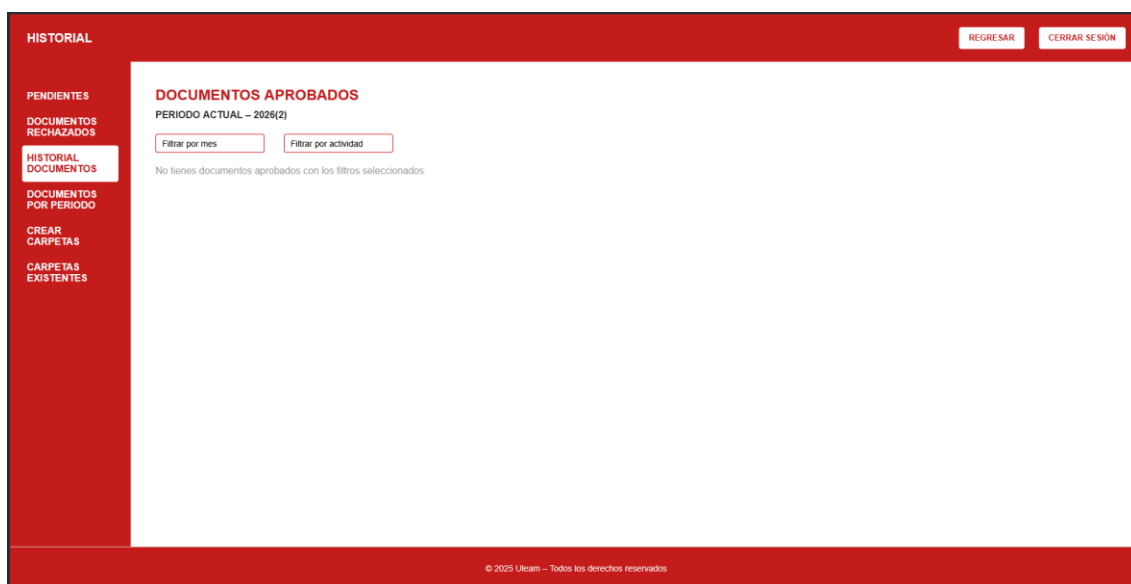 HISTORIAL
REGRESAR
CERRAR SESIÓN
PENDIENTES
DOCUMENTOS
RECHAZADOS
HISTORIAL
DOCUMENTOS
DOCUMENTOS
POR PERIODO
CREAR
CARPETAS
CARPETAS
EXISTENTES
DOCUMENTOS APROBADOS
PERIODO ACTUAL – 2026(2)
Filtrar por mes
Filtrar por actividad
No tienes documentos aprobados con los filtros seleccionados.
© 2025 Uleam – Todos los derechos reservados